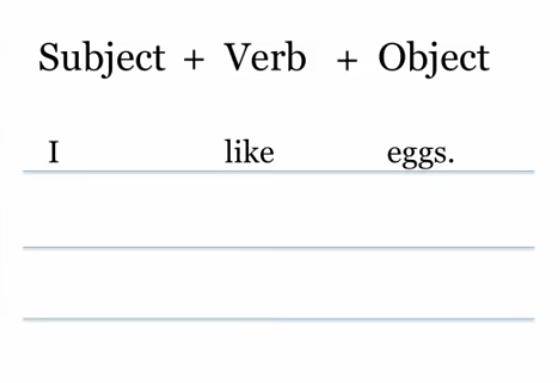 Subject + Verb + Object
I like eggs.